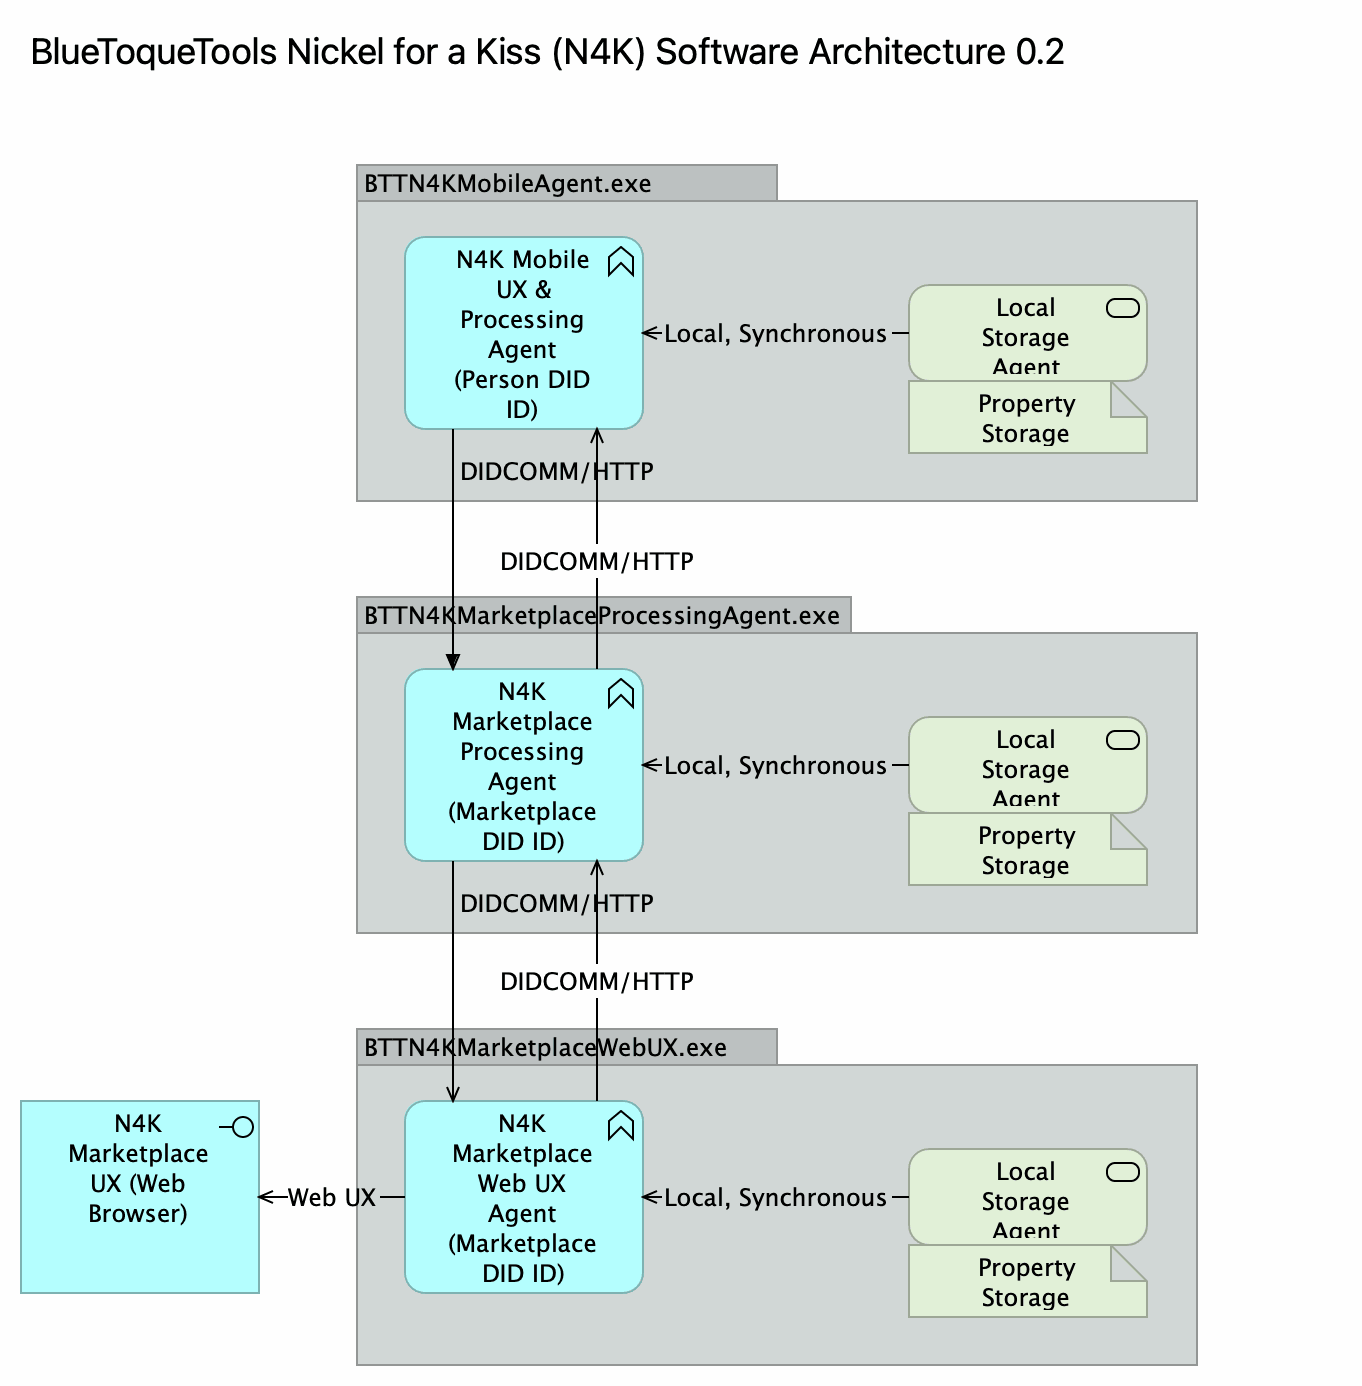 BlueToqueTools Nickel for a Kiss (N4K) Software Architecture 0.2
BTTN4KMobileAgent.exe
N4K Mobile
UX &
Processing
Agent
(Person DID
ID)
Local, Synchronous
Local
Storage
Agent
Property
Storage
DIDCOMM/HTTP
DIDCOMM/HTTP
BTTN4KMarketplaceProcessingAgent.exe
N4K
Marketplace
Processing
Agent
(Marketplace
DID ID)
Local, Synchronous
Local
Storage
Agent
Property
Storage
DIDCOMM/HTTP
DIDCOMM/HTTP
BTTN4KMarketplaceWebUX.exe
N4K
Marketplace
UX (Web
Browser)
Web UX
N4K
Marketplace
Web UX
Agent
(Marketplace
DID ID)
Local, Synchronous
Local
Storage
Agent
Property
Storage